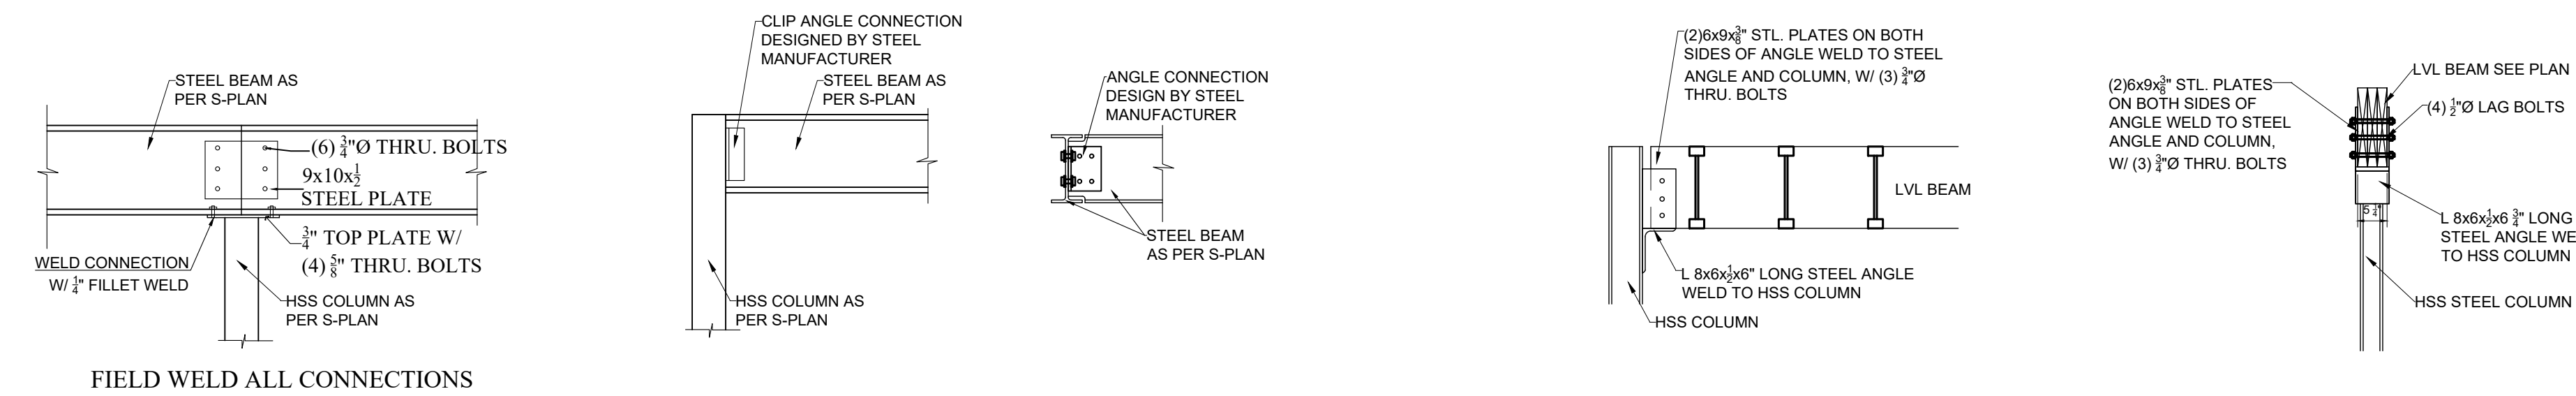 STEEL BEAM AS
PER S-PLAN
(6) 3/4"Ø THRU. BOLTS
9x10x1/2
STEEL PLATE
3/4" TOP PLATE W/
(4) 5/8" THRU. BOLTS
WELD CONNECTION
W/ 1/4" FILLET WELD
HSS COLUMN AS
PER S-PLAN
FIELD WELD ALL CONNECTIONS
CLIP ANGLE CONNECTION
DESIGNED BY STEEL
MANUFACTURER
STEEL BEAM AS
PER S-PLAN
HSS COLUMN AS
PER S-PLAN
ANGLE CONNECTION
DESIGN BY STEEL
MANUFACTURER
STEEL BEAM
AS PER S-PLAN
(2)6x9x3/8" STL. PLATES ON BOTH
SIDES OF ANGLE WELD TO STEEL
ANGLE AND COLUMN, W/ (3) 3/4"Ø
THRU. BOLTS
LVL BEAM
L 8x6x1/2x6" LONG STEEL ANGLE
WELD TO HSS COLUMN
HSS COLUMN
(2)6x9x3/8" STL. PLATES
ON BOTH SIDES OF
ANGLE WELD TO STEEL
ANGLE AND COLUMN,
W/ (3) 3/4"Ø THRU. BOLTS
LVL BEAM SEE PLAN
(4) 1/2"Ø LAG BOLTS
5 1/4"
L 8x6x1/2x6 3/4" LONG
STEEL ANGLE WE
TO HSS COLUMN
HSS STEEL COLUMN